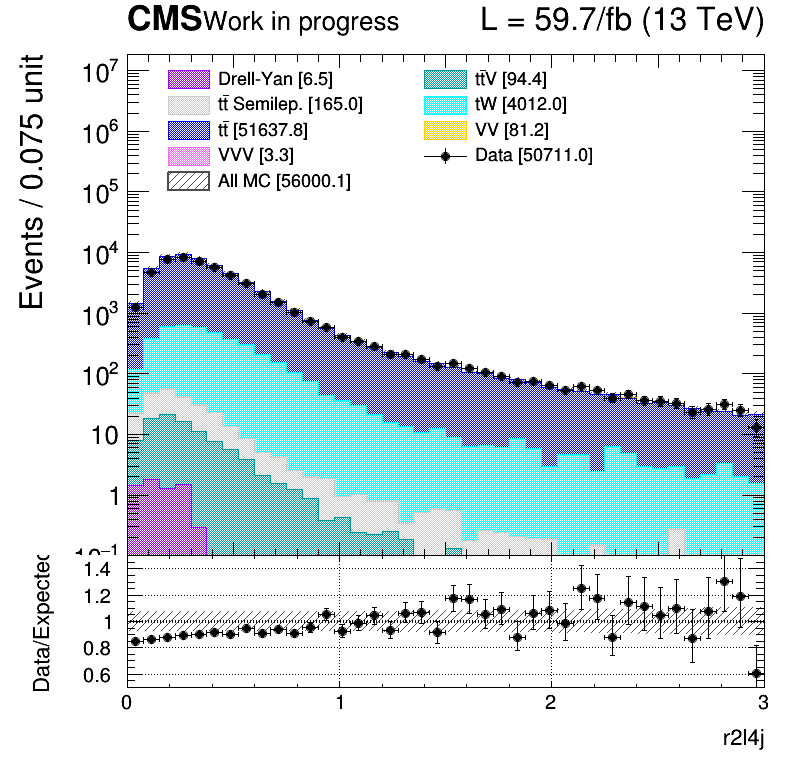 CMS Work in progress L = 59.7/fb (13 TeV)
Events / 0.075 unit
10⁷
10⁶
10⁵
10⁴
10³
10²
10
1
10⁻¹
Drell-Yan [6.5]
tt̄ Semilep. [165.0]
tt̄ [51637.8]
VVV [3.3]
All MC [56000.1]
tt̄V [94.4]
tW [4012.0]
VV [81.2]
Data [50711.0]
Data/Expected
1.4
1.2
1
0.8
0.6
0 1 2 3
r2l4j